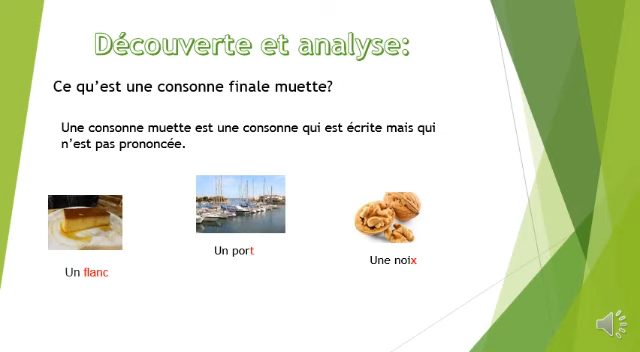 Découverte et analyse:
Ce qu’est une consonne finale muette?
Une consonne muette est une consonne qui est écrite mais qui
n’est pas prononcée.
Un port
Une noix
Un flanc